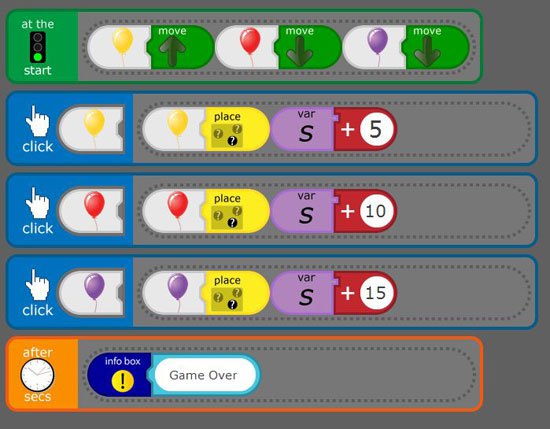 at the
start
move
move
move
click
place
? ? ?
var
s
+ 5
click
place
? ? ?
var
s
+ 10
click
place
? ? ?
var
s
+ 15
after
secs
info box
!
Game Over